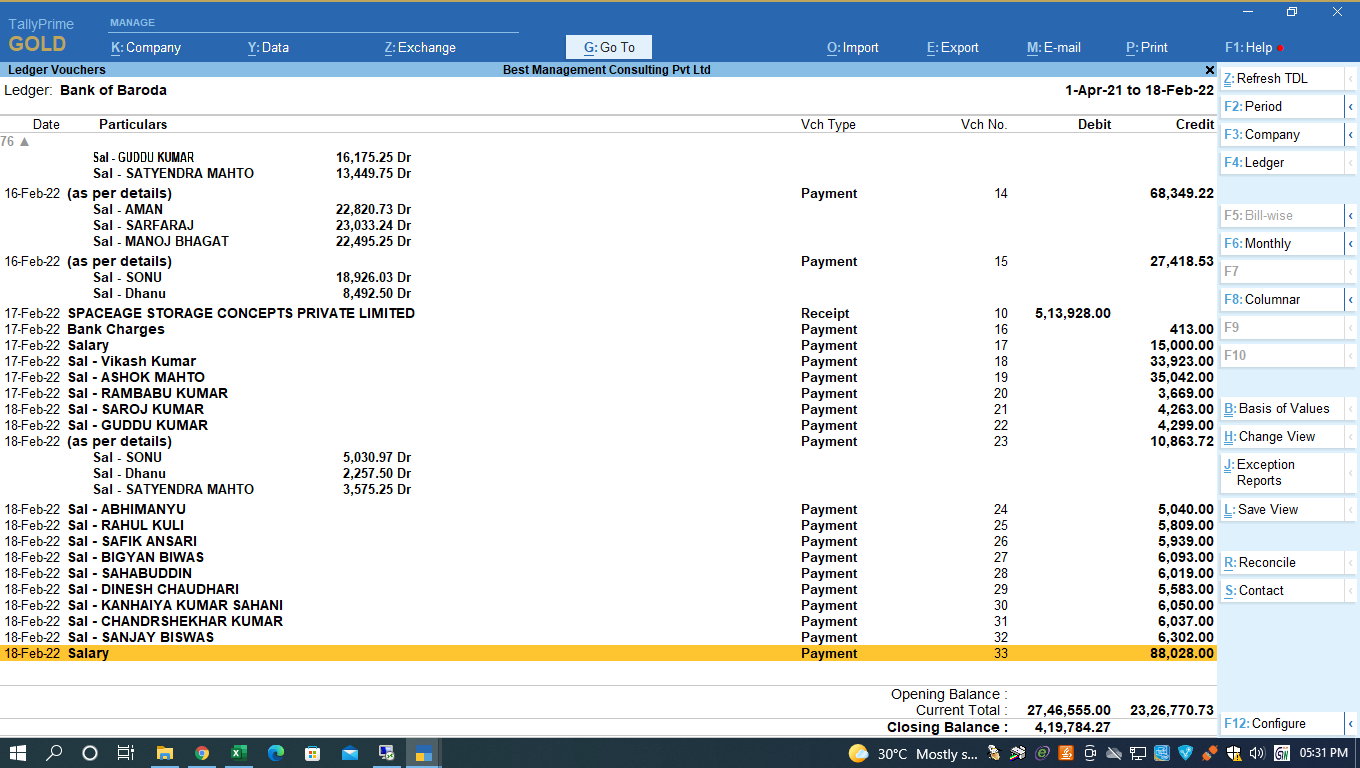 TallyPrime
GOLD
MANAGE
K: Company Y: Data Z: Exchange G: Go To O: Import E: Export M: E-mail P: Print F1: Help
Ledger Vouchers Best Management Consulting Pvt Ltd
Ledger: Bank of Baroda 1-Apr-21 to 18-Feb-22
Date Particulars Vch Type Vch No. Debit Credit
76
Sal - GUDDU KUMAR 16,175.25 Dr
Sal - SATYENDRA MAHTO 13,449.75 Dr
16-Feb-22 (as per details) Payment 14 68,349.22
Sal - AMAN 22,820.73 Dr
Sal - SARFARAJ 23,033.24 Dr
Sal - MANOJ BHAGAT 22,495.25 Dr
16-Feb-22 (as per details) Payment 15 27,418.53
Sal - SONU 18,926.03 Dr
Sal - Dhanu 8,492.50 Dr
17-Feb-22 SPACEAGE STORAGE CONCEPTS PRIVATE LIMITED Receipt 10 5,13,928.00
17-Feb-22 Bank Charges Payment 16 413.00
17-Feb-22 Salary Payment 17 15,000.00
17-Feb-22 Sal - Vikash Kumar Payment 18 33,923.00
17-Feb-22 Sal - ASHOK MAHTO Payment 19 35,042.00
17-Feb-22 Sal - RAMBABU KUMAR Payment 20 3,669.00
18-Feb-22 Sal - SAROJ KUMAR Payment 21 4,263.00
18-Feb-22 Sal - GUDDU KUMAR Payment 22 4,299.00
18-Feb-22 (as per details) Payment 23 10,863.72
Sal - SONU 5,030.97 Dr
Sal - Dhanu 2,257.50 Dr
Sal - SATYENDRA MAHTO 3,575.25 Dr
18-Feb-22 Sal - ABHIMANYU Payment 24 5,040.00
18-Feb-22 Sal - RAHUL KULI Payment 25 5,809.00
18-Feb-22 Sal - SAFIK ANSARI Payment 26 5,939.00
18-Feb-22 Sal - BIGYAN BIWAS Payment 27 6,093.00
18-Feb-22 Sal - SAHABUDDIN Payment 28 6,019.00
18-Feb-22 Sal - DINESH CHAUDHARI Payment 29 5,583.00
18-Feb-22 Sal - KANHAIYA KUMAR SAHANI Payment 30 6,050.00
18-Feb-22 Sal - CHANDRSHEKHAR KUMAR Payment 31 6,037.00
18-Feb-22 Sal - SANJAY BISWAS Payment 32 6,302.00
18-Feb-22 Salary Payment 33 88,028.00
Opening Balance :
Current Total : 27,46,555.00 23,26,770.73
Closing Balance : 4,19,784.27
Z: Refresh TDL
F2: Period
F3: Company
F4: Ledger
F5: Bill-wise
F6: Monthly
F7
F8: Columnar
F9
F10
B: Basis of Values
H: Change View
J: Exception
Reports
L: Save View
R: Reconcile
S: Contact
F12: Configure
30°C Mostly s... 05:31 PM